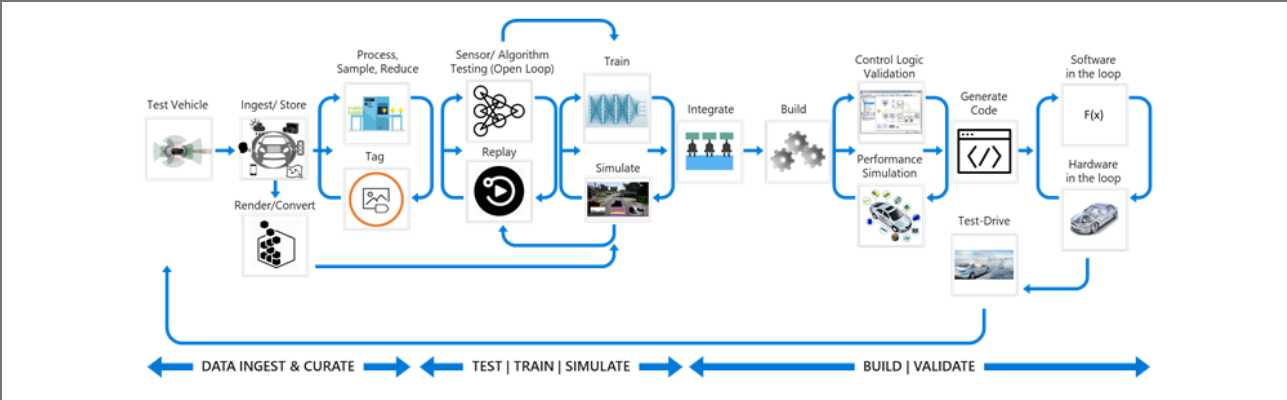 Test Vehicle
Ingest/ Store
Render/Convert
Process,
Sample, Reduce
Tag
Sensor/ Algorithm
Testing (Open Loop)
Replay
Train
Simulate
Integrate
Build
Control Logic
Validation
Performance
Simulation
Generate
Code
</>
Software
in the loop
F(x)
Hardware
in the loop
Test-Drive
DATA INGEST & CURATE
TEST | TRAIN | SIMULATE
BUILD | VALIDATE